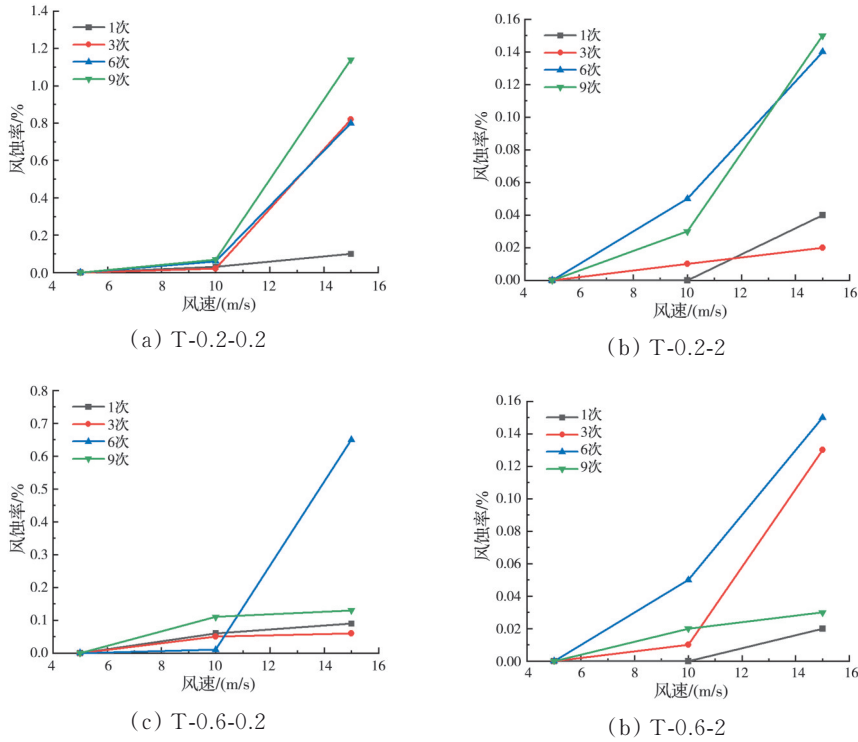 1.4
1.2
1.0
0.8
0.6
0.4
0.2
0.0
风蚀率/%
1次
3次
6次
9次
4 6 8 10 12 14 16
风速/(m/s)
(a) T-0.2-0.2
0.16
0.14
0.12
0.10
0.08
0.06
0.04
0.02
0.00
风蚀率/%
1次
3次
6次
9次
4 6 8 10 12 14 16
风速/(m/s)
(b) T-0.2-2
0.8
0.7
0.6
0.5
0.4
0.3
0.2
0.1
0.0
风蚀率/%
1次
3次
6次
9次
4 6 8 10 12 14 16
风速/(m/s)
(c) T-0.6-0.2
0.16
0.14
0.12
0.10
0.08
0.06
0.04
0.02
0.00
风蚀率/%
1次
3次
6次
9次
4 6 8 10 12 14 16
风速/(m/s)
(b) T-0.6-2